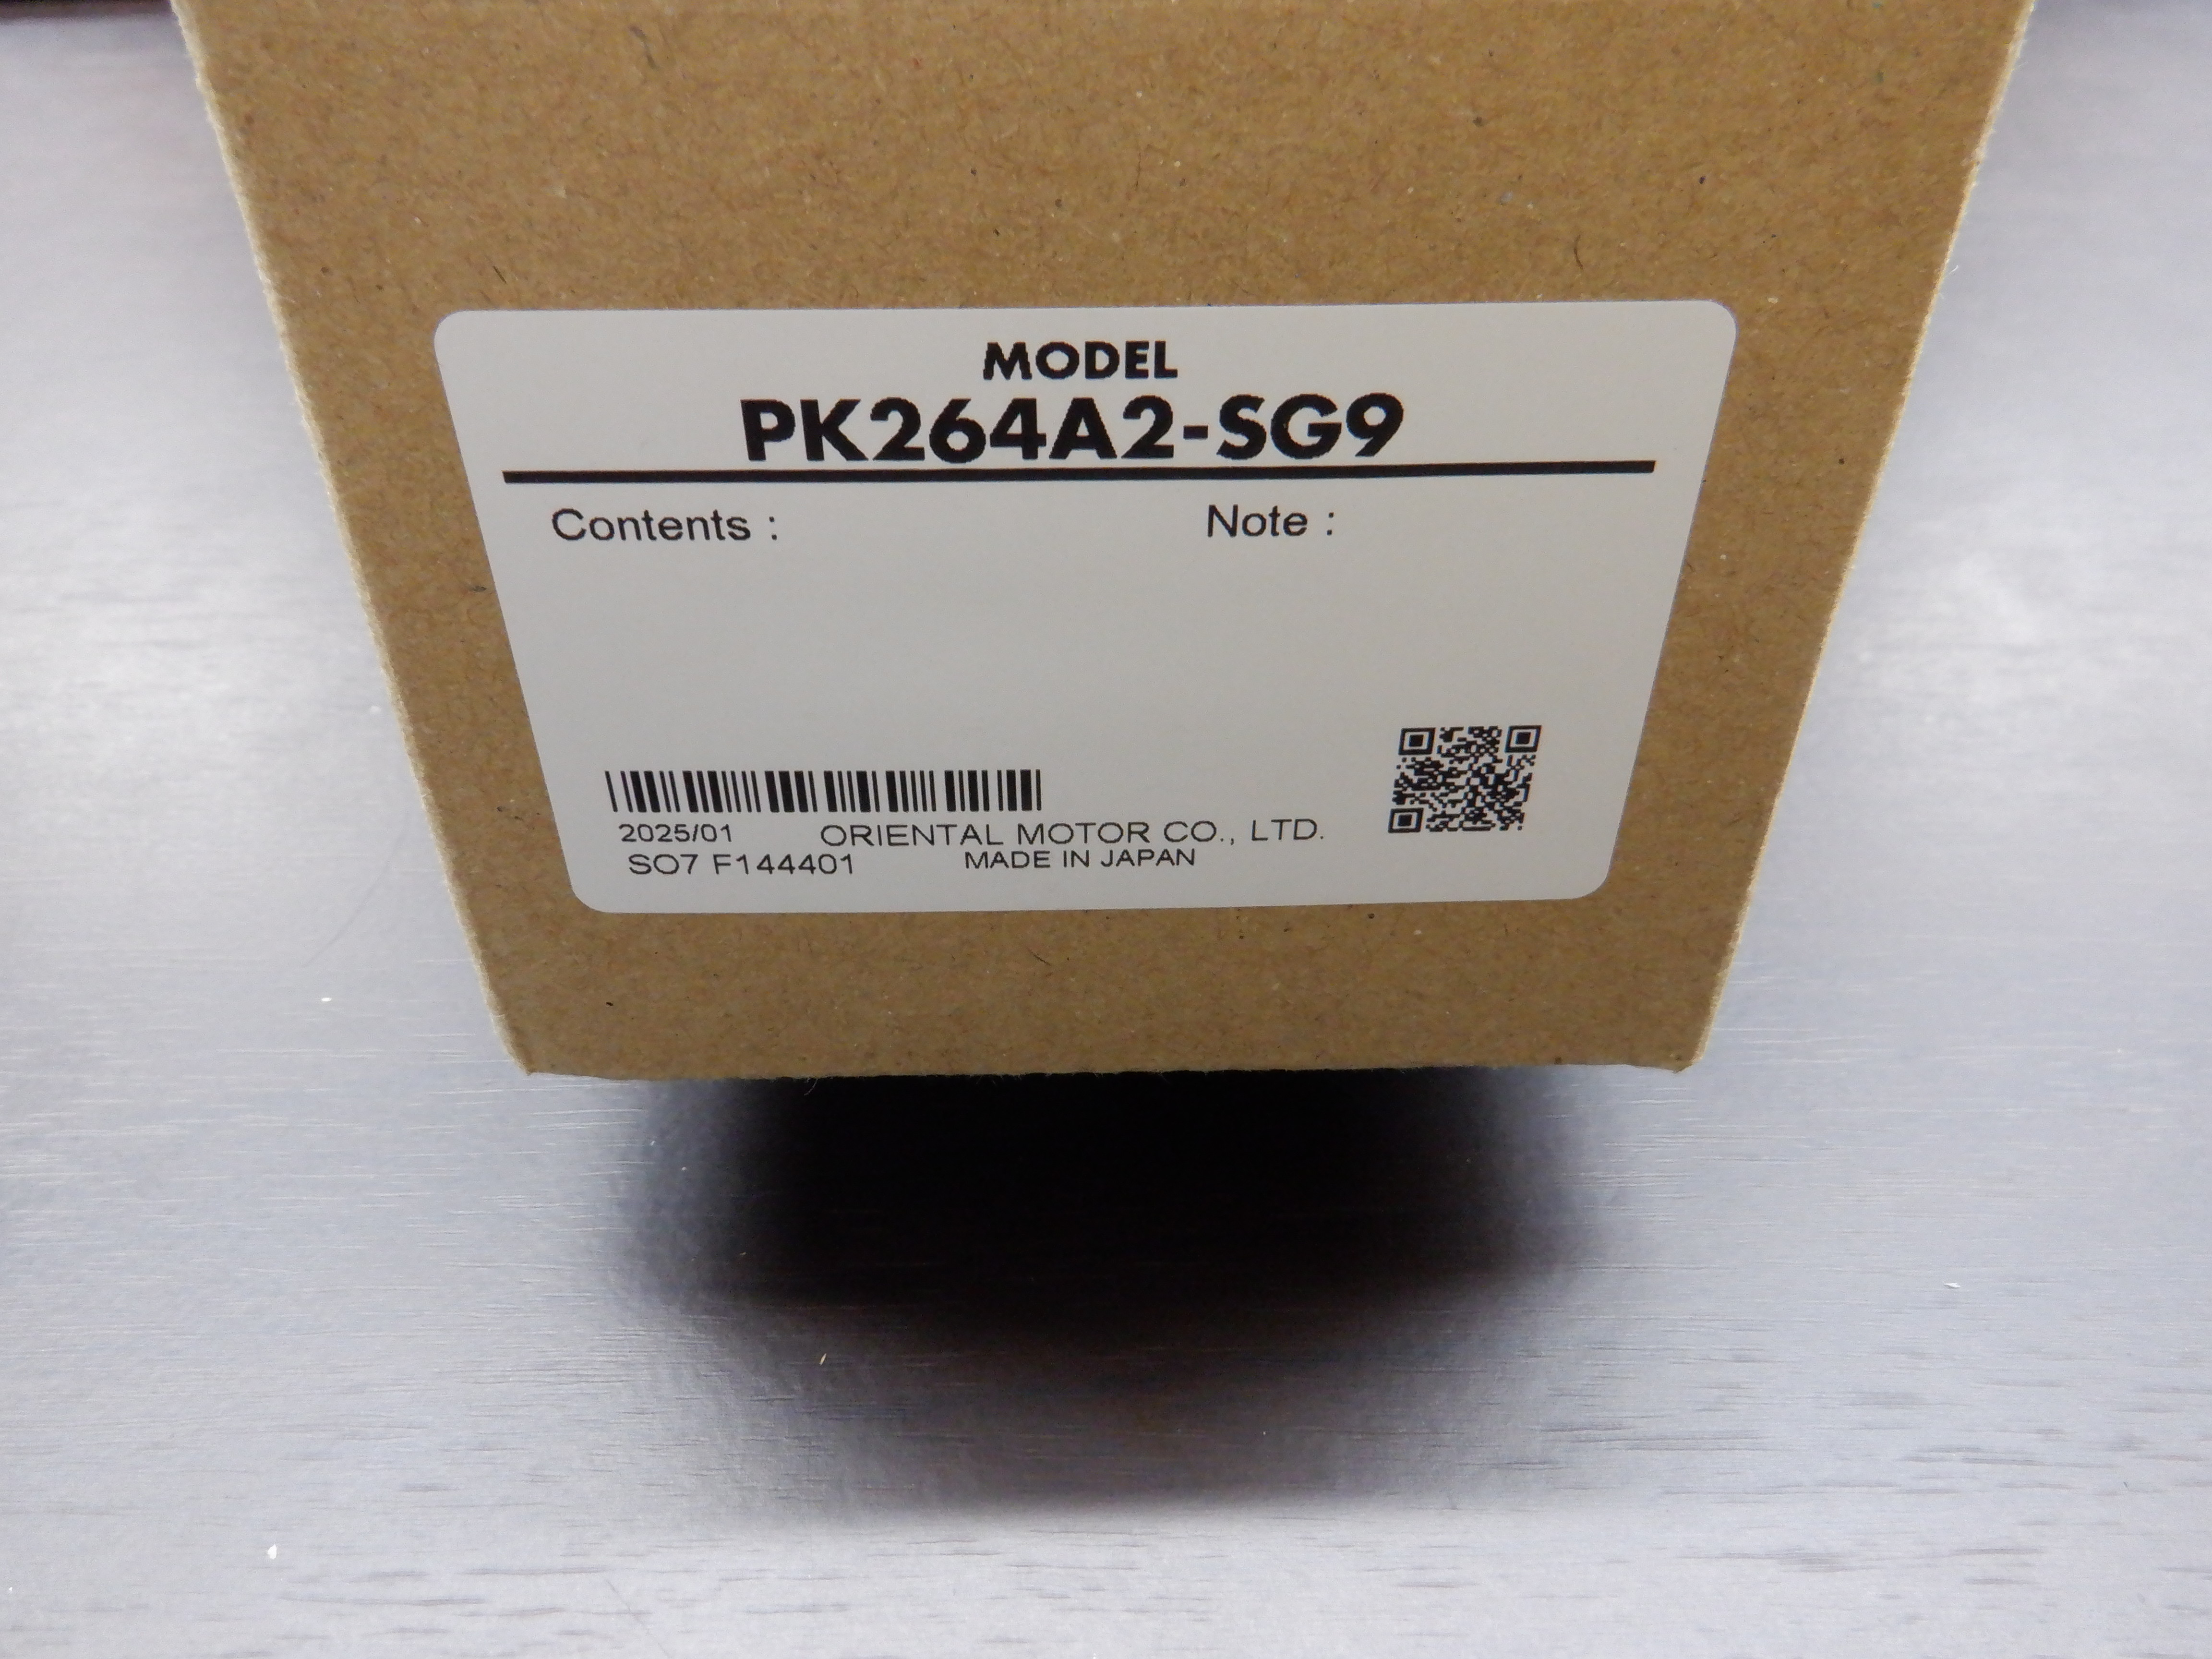 MODEL
PK264A2-SG9
Contents : Note :
2025/01 ORIENTAL MOTOR CO., LTD.
SO7 F144401 MADE IN JAPAN